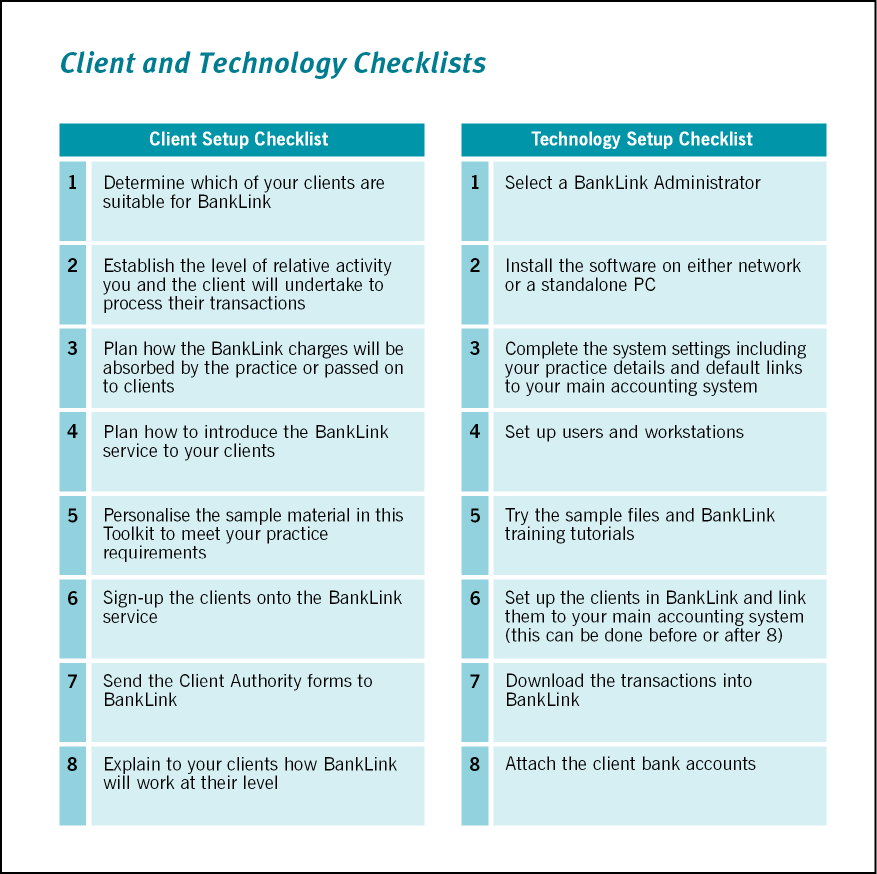 Client and Technology Checklists
Client Setup Checklist
1
Determine which of your clients are
suitable for BankLink
2
Establish the level of relative activity
you and the client will undertake to
process their transactions
3
Plan how the BankLink charges will be
absorbed by the practice or passed on
to clients
4
Plan how to introduce the BankLink
service to your clients
5
Personalise the sample material in this
Toolkit to meet your practice
requirements
6
Sign-up the clients onto the BankLink
service
7
Send the Client Authority forms to
BankLink
8
Explain to your clients how BankLink
will work at their level
Technology Setup Checklist
1
Select a BankLink Administrator
2
Install the software on either network
or a standalone PC
3
Complete the system settings including
your practice details and default links
to your main accounting system
4
Set up users and workstations
5
Try the sample files and BankLink
training tutorials
6
Set up the clients in BankLink and link
them to your main accounting system
(this can be done before or after 8)
7
Download the transactions into
BankLink
8
Attach the client bank accounts